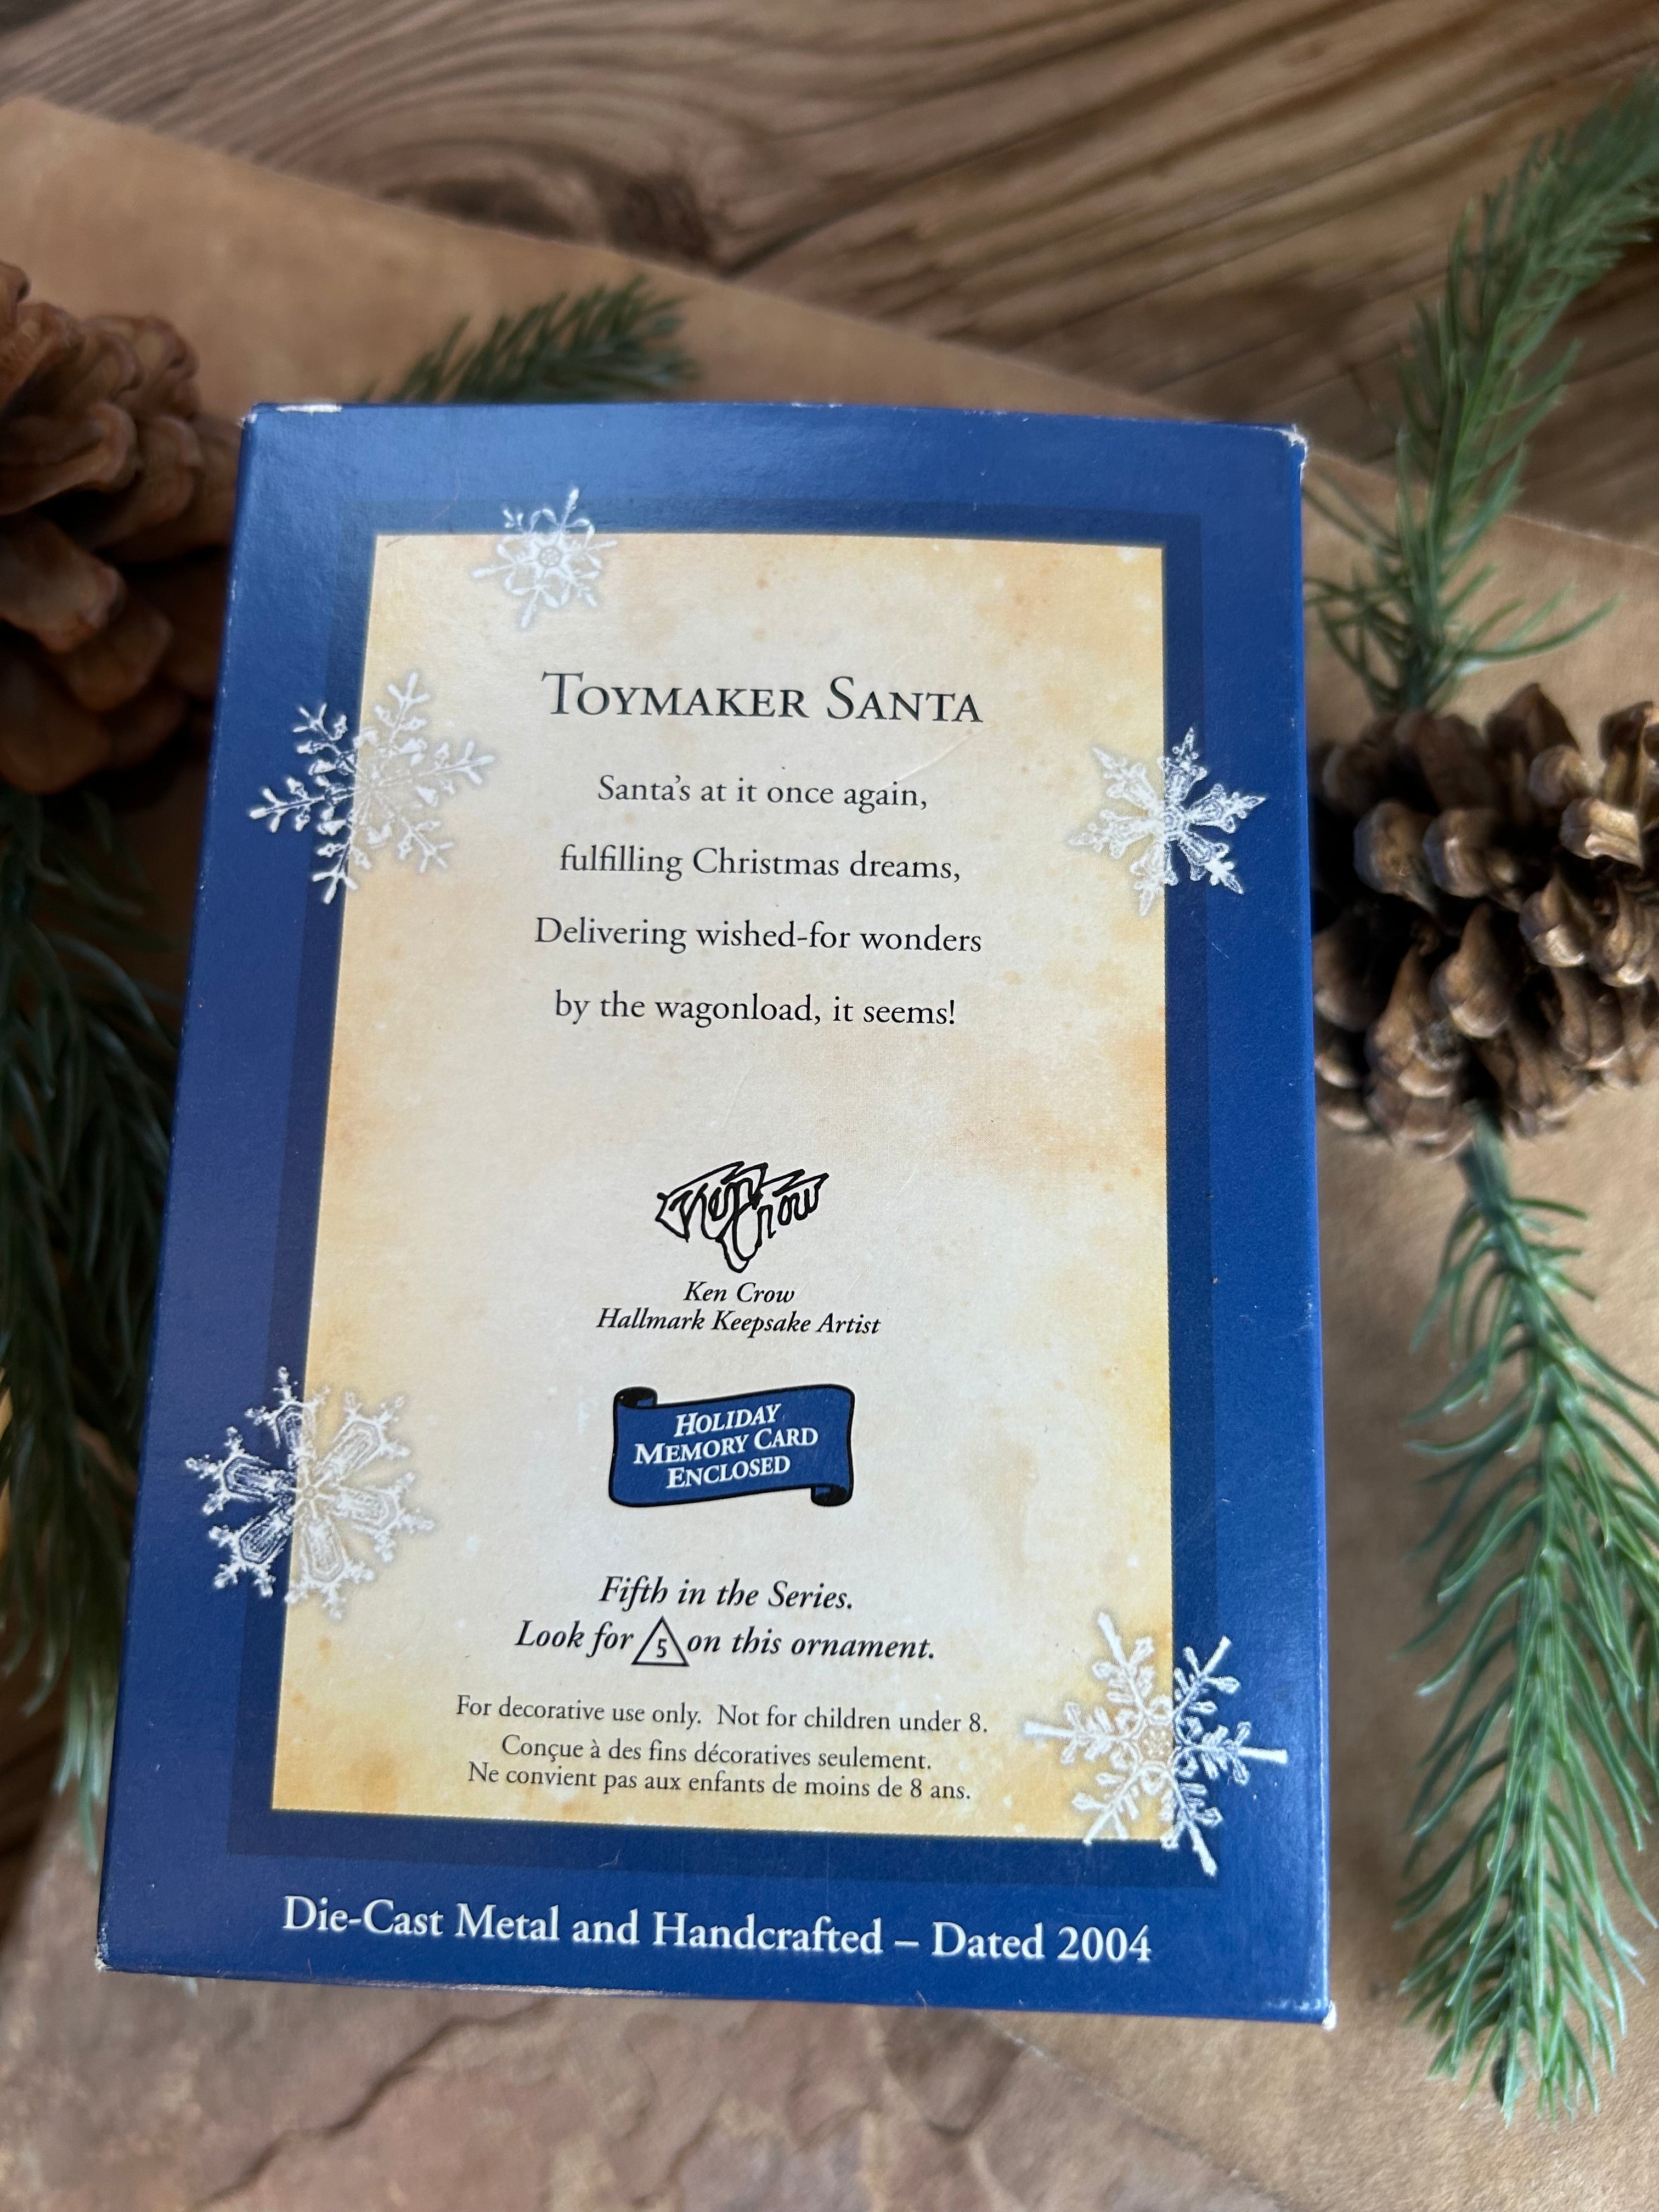 Toymaker Santa
Santa's at it once again,
fulfilling Christmas dreams,
Delivering wished-for wonders
by the wagonload, it seems!
Ken Crow
Ken Crow
Hallmark Keepsake Artist
Holiday
Memory Card
Enclosed
Fifth in the Series.
Look for 5 on this ornament.
For decorative use only. Not for children under 8.
Conçue à des fins décoratives seulement.
Ne convient pas aux enfants de moins de 8 ans.
Die-Cast Metal and Handcrafted – Dated 2004